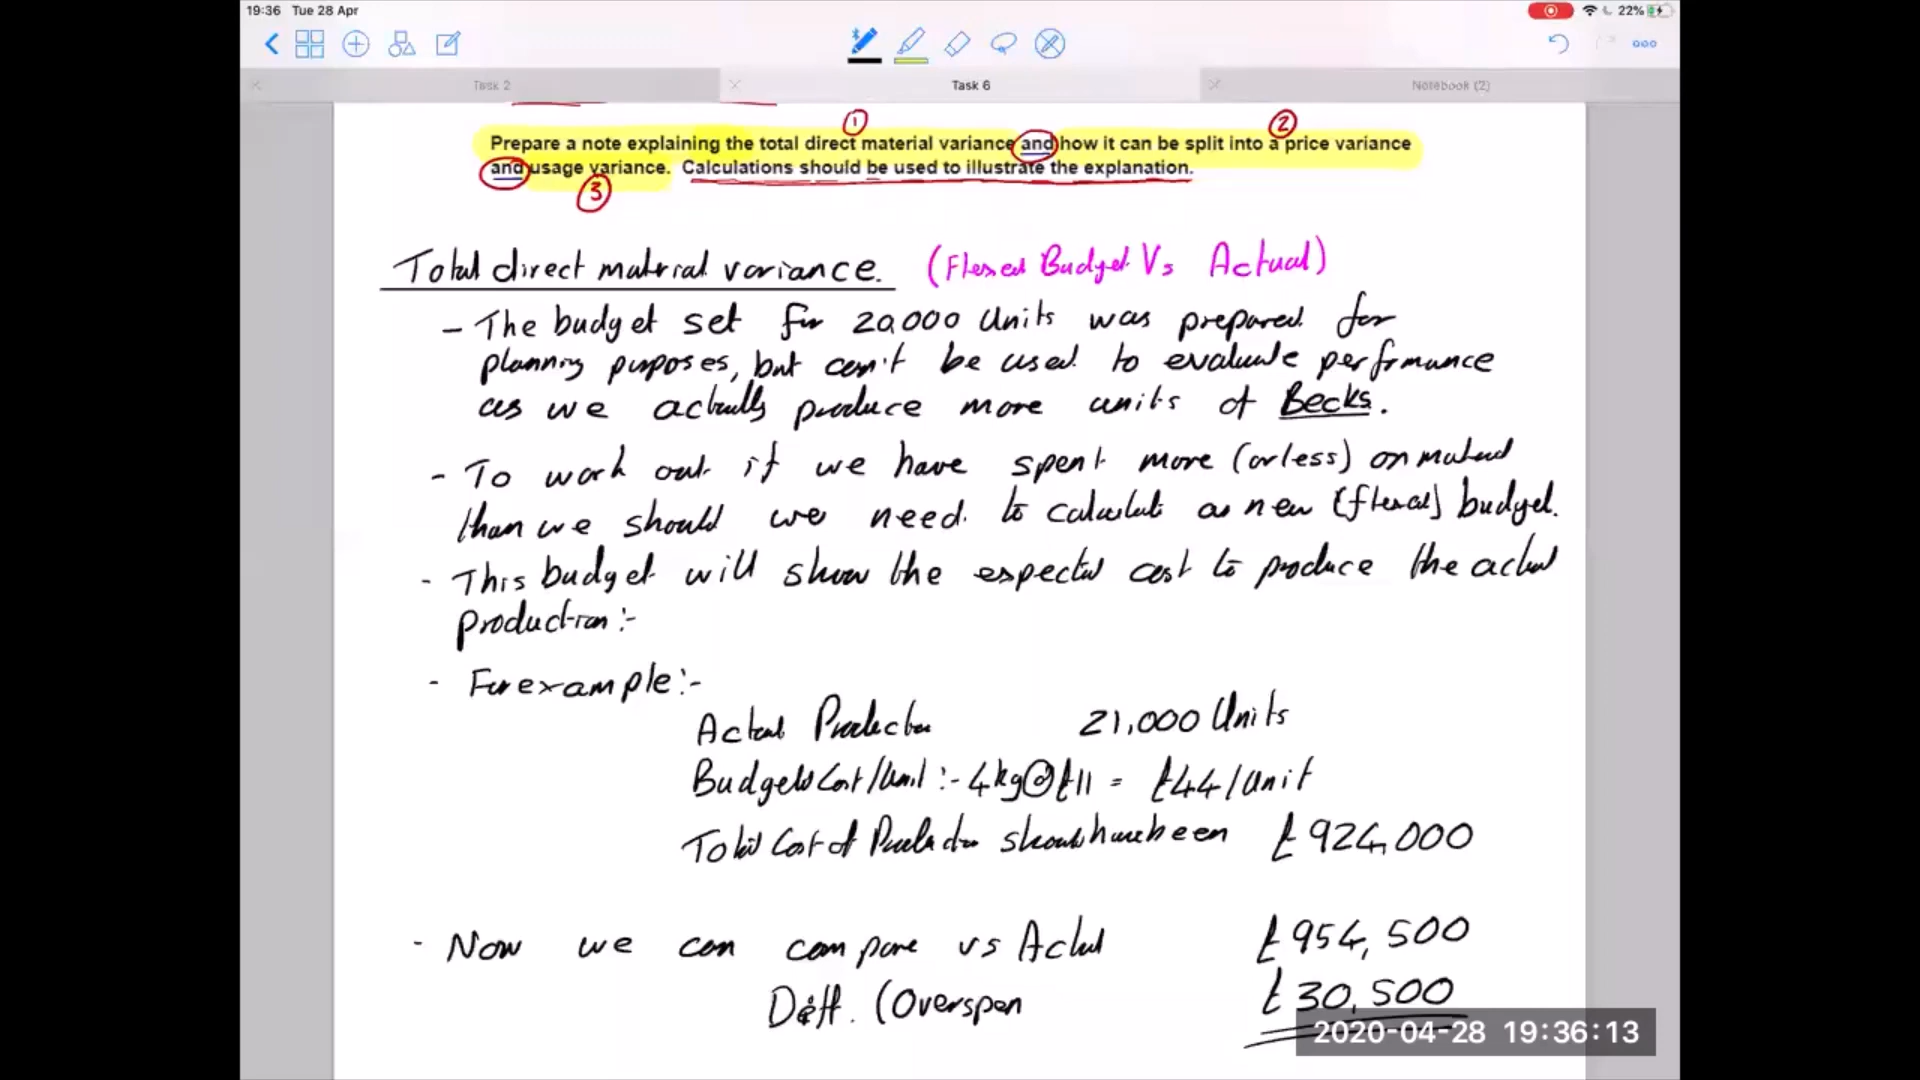 19:36 Tue 28 Apr
22%
Task 2
Task 6
Notebook (2)
1
2
Prepare a note explaining the total direct material variance and how it can be split into a price variance
and usage variance. Calculations should be used to illustrate the explanation.
3
Total direct material variance. (Flexed Budget Vs Actual)
- The budget set for 20,000 Units was prepared for
planning purposes, but can't be used to evaluate performance
as we actually produce more units of Becks.
- To work out if we have spent more (or less) on material
than we should we need to calculate a new (flexed) budget.
- This budget will show the expected cost to produce the actual
production:-
- For example:-
Actual Production 21,000 Units
Budgeted Cost/Unit:- 4kg @ £11 = £44/Unit
Total Cost of Production should have been £924,000
- Now we can compare vs Actual £954,500
Diff. (Overspen £30,500
2020-04-28 19:36:13